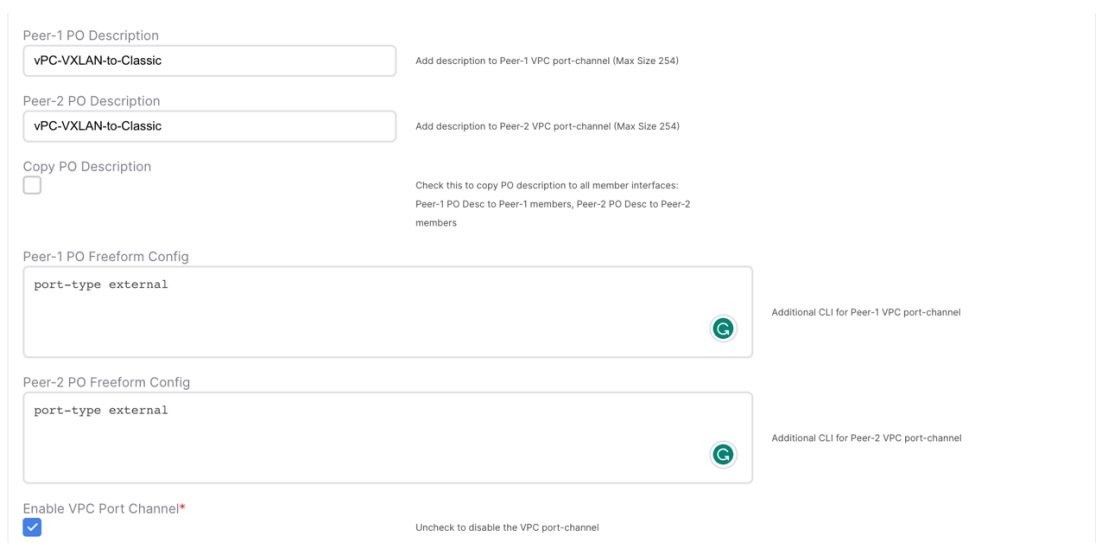 Peer-1 PO Description
vPC-VXLAN-to-Classic
Add description to Peer-1 VPC port-channel (Max Size 254)
Peer-2 PO Description
vPC-VXLAN-to-Classic
Add description to Peer-2 VPC port-channel (Max Size 254)
Copy PO Description
Check this to copy PO description to all member interfaces:
Peer-1 PO Desc to Peer-1 members, Peer-2 PO Desc to Peer-2
members
Peer-1 PO Freeform Config
port-type external
Additional CLI for Peer-1 VPC port-channel
Peer-2 PO Freeform Config
port-type external
Additional CLI for Peer-2 VPC port-channel
Enable VPC Port Channel*
Uncheck to disable the VPC port-channel